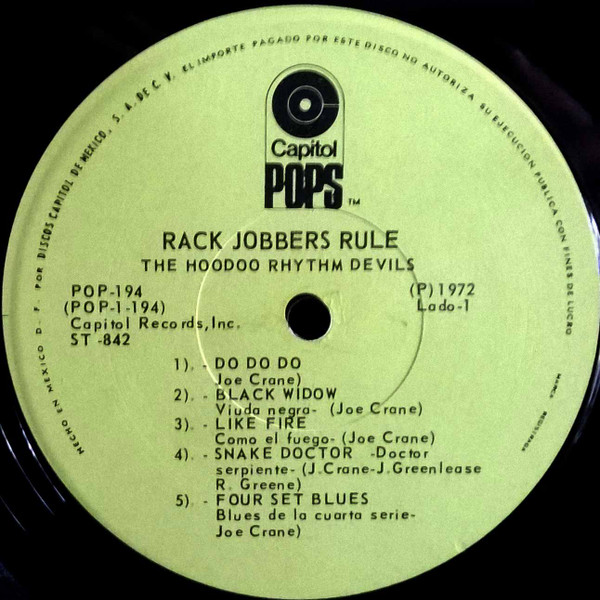 HECHO EN MEXICO D. F. POR DISCOS CAPITOL DE MEXICO, S. A. DE C. V. EL IMPORTE PAGADO POR ESTE DISCO NO AUTORIZA SU EJECUCION PUBLICA CON FINES DE LUCRO
MARCA REGISTRADA
Capitol
POPS™
RACK JOBBERS RULE
THE HOODOO RHYTHM DEVILS
POP-194 (P)1972
(POP-1-194) Lado-1
Capitol Records,Inc.
ST -842
1). - DO DO DO
Joe Crane)
2). - BLACK WIDOW
Viuda negra- (Joe Crane)
3). - LIKE FIRE
Como el fuego- (Joe Crane)
4). - SNAKE DOCTOR -Doctor
serpiente- (J.Crane-J.Greenlease
R. Greene)
5). - FOUR SET BLUES
Blues de la cuarta serie-
Joe Crane)